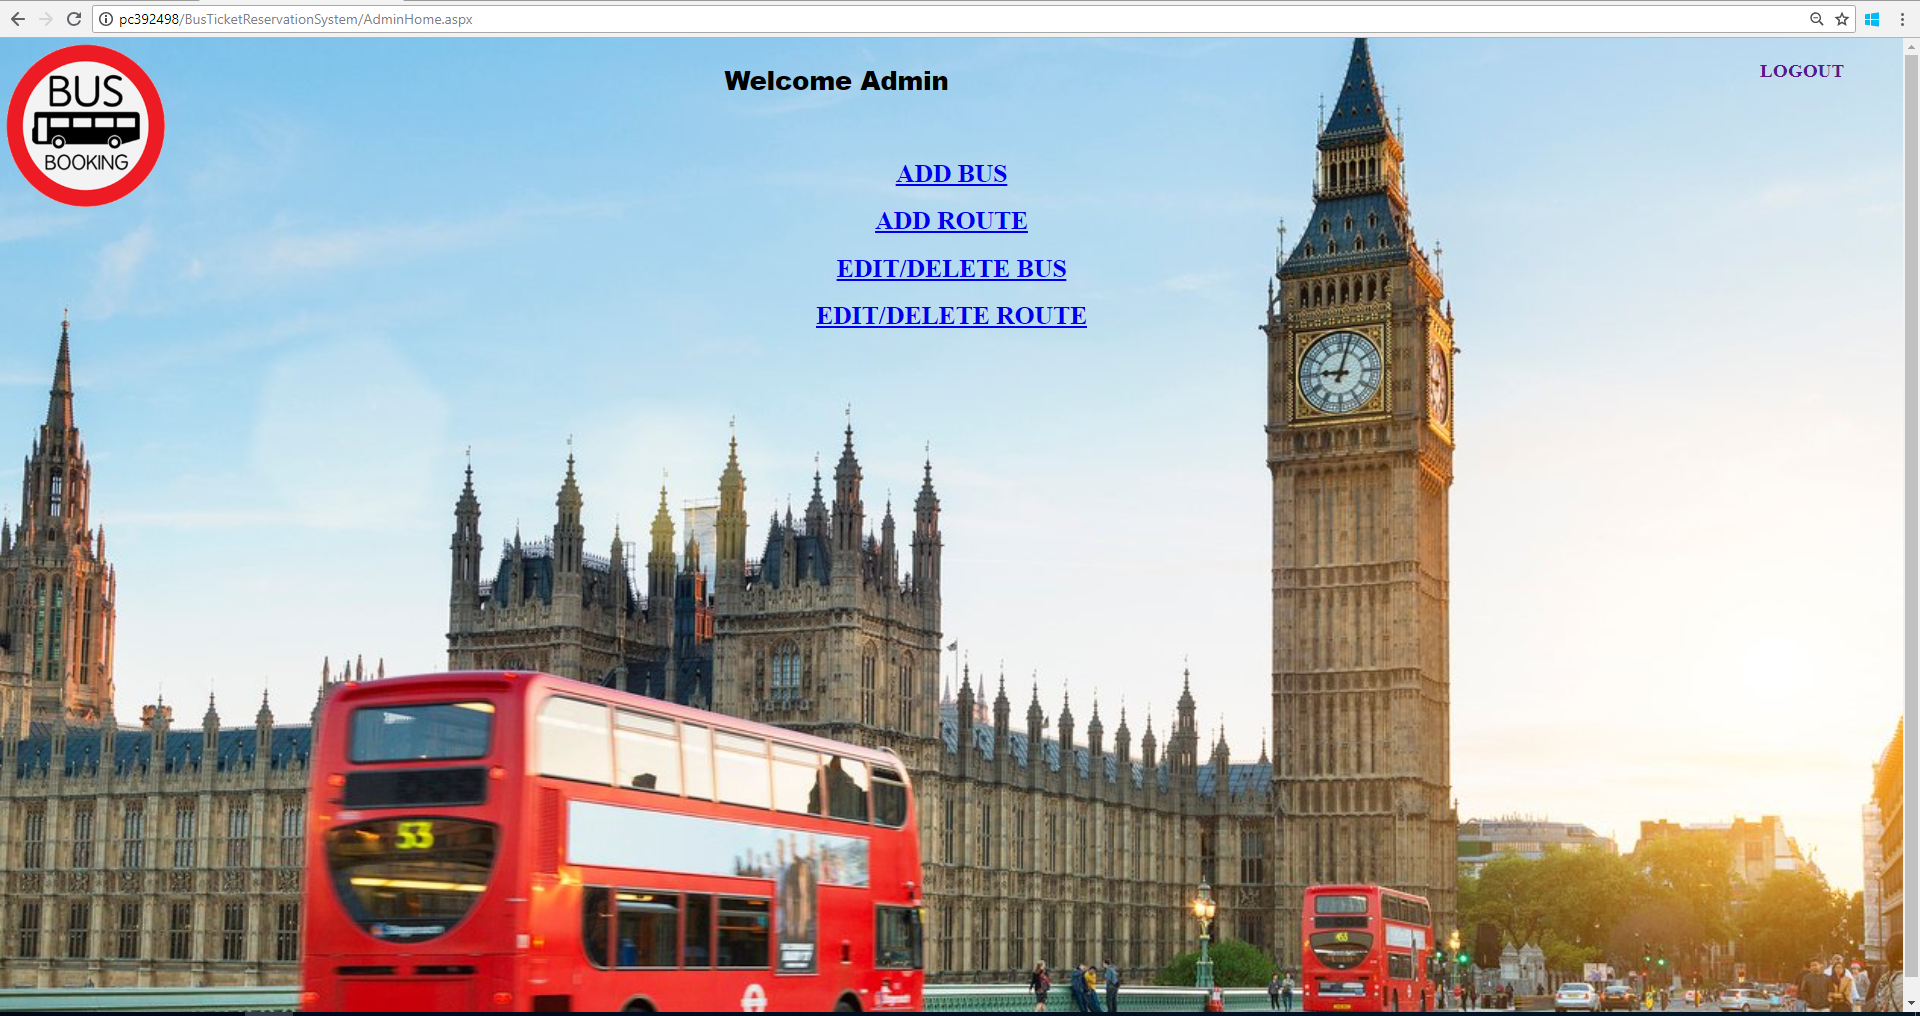 pc392498/BusTicketReservationSystem/AdminHome.aspx
BUS
BOOKING
Welcome Admin
LOGOUT
ADD BUS
ADD ROUTE
EDIT/DELETE BUS
EDIT/DELETE ROUTE
53
453